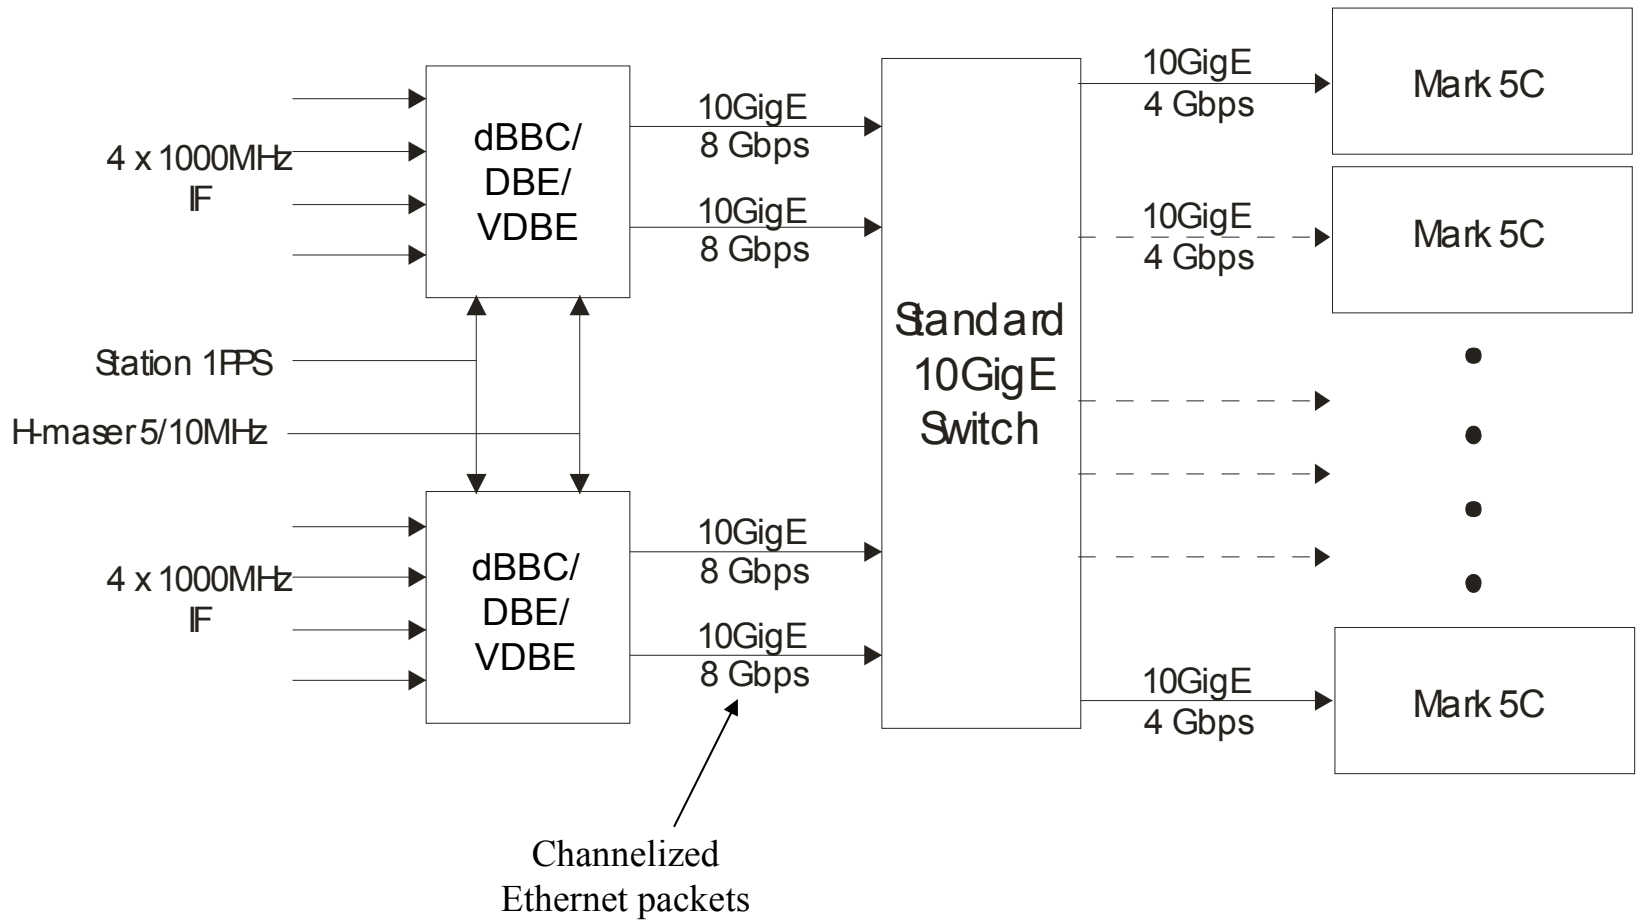 4 x 1000MHz
IF
dBBC/
DBE/
VDBE
10GigE
8 Gbps
10GigE
8 Gbps
Station 1PPS
H-maser 5/10MHz
4 x 1000MHz
IF
dBBC/
DBE/
VDBE
10GigE
8 Gbps
10GigE
8 Gbps
Channelized
Ethernet packets
Standard
10GigE
Switch
10GigE
4 Gbps
Mark 5C
10GigE
4 Gbps
Mark 5C
10GigE
4 Gbps
Mark 5C